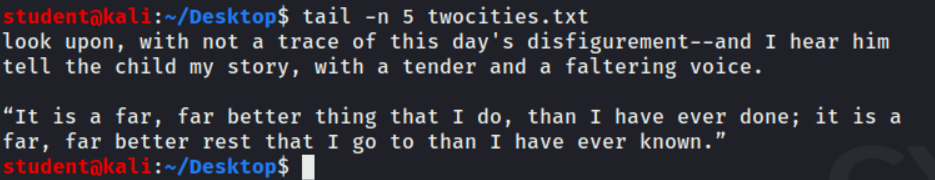 student@kali:~/Desktop$ tail -n 5 twocities.txt
look upon, with not a trace of this day's disfigurement--and I hear him
tell the child my story, with a tender and a faltering voice.

“It is a far, far better thing that I do, than I have ever done; it is a
far, far better rest that I go to than I have ever known.”
student@kali:~/Desktop$